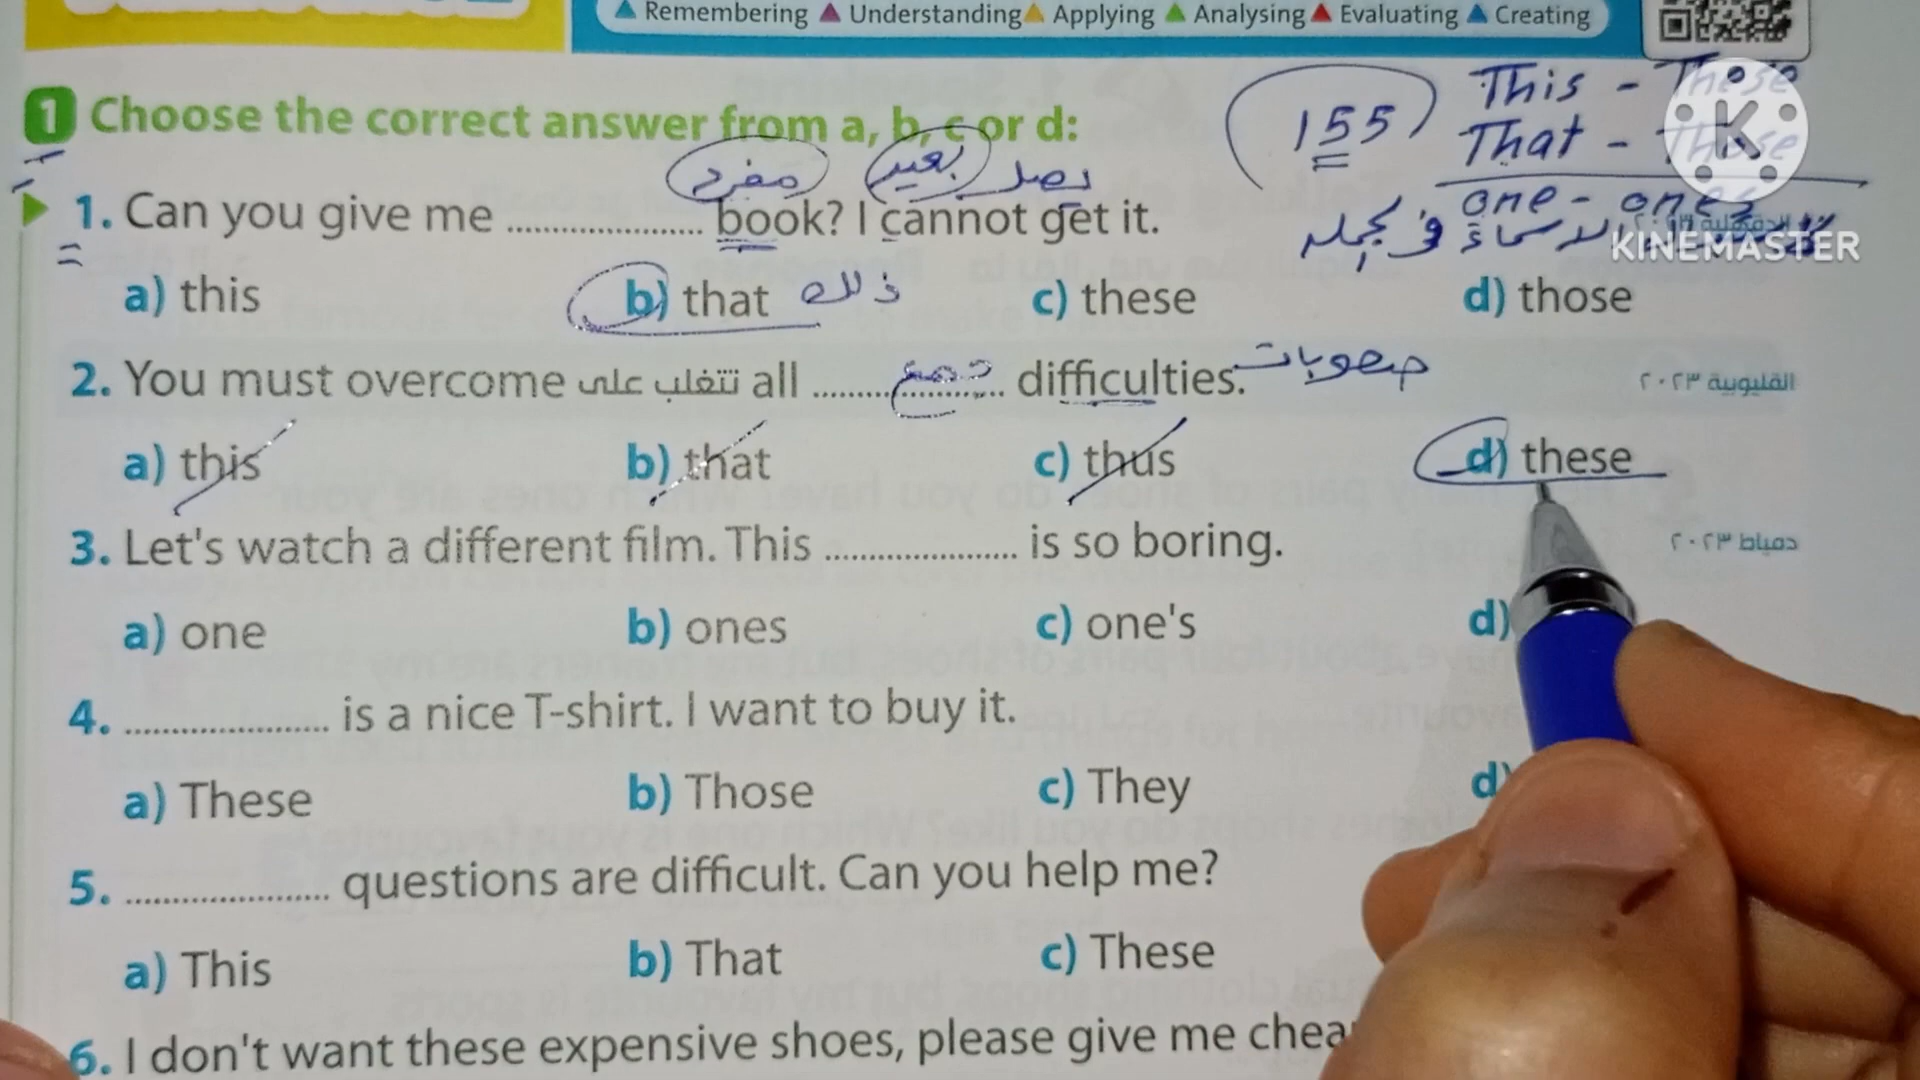 Remembering Understanding Applying Analysing Evaluating Creating
1 Choose the correct answer from a, b, c or d:
155
This - These
That - Those
one - ones
KINEMASTER
مفرد بعيد يصل
1. Can you give me .................... book? I cannot get it.
a) this b) that ذلك c) these d) those
2. You must overcome تتغلب على all .......جمع....... difficulties. صعوبات القليوبية ٢٠٢٣
a) this b) that c) thus d) these
3. Let's watch a different film. This .................... is so boring. دمياط ٢٠٢٣
a) one b) ones c) one's d)
4. .................... is a nice T-shirt. I want to buy it.
a) These b) Those c) They d)
5. .................... questions are difficult. Can you help me?
a) This b) That c) These
6. I don't want these expensive shoes, please give me